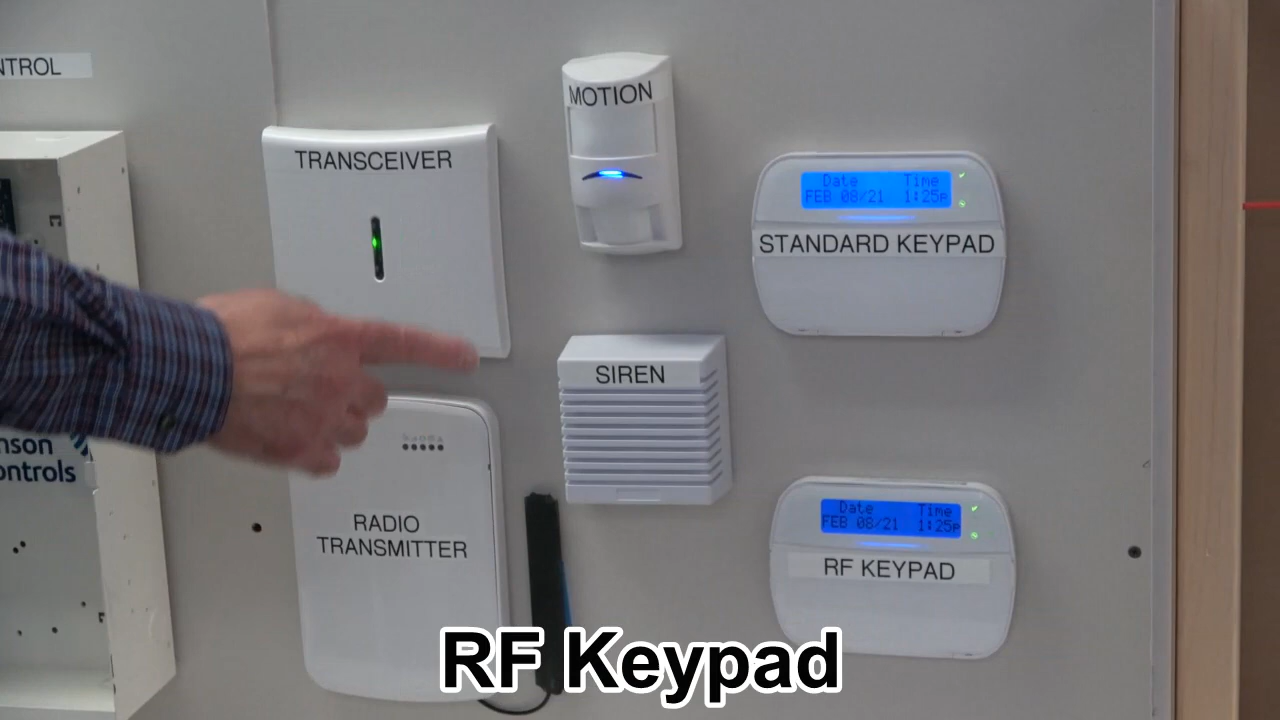 NTROL
MOTION
TRANSCEIVER
Date Time
FEB 08/21 1:25P
STANDARD KEYPAD
SIREN
nson
ontrols
RADIO
TRANSMITTER
Date Time
FEB 08/21 1:25P
RF KEYPAD
RF Keypad